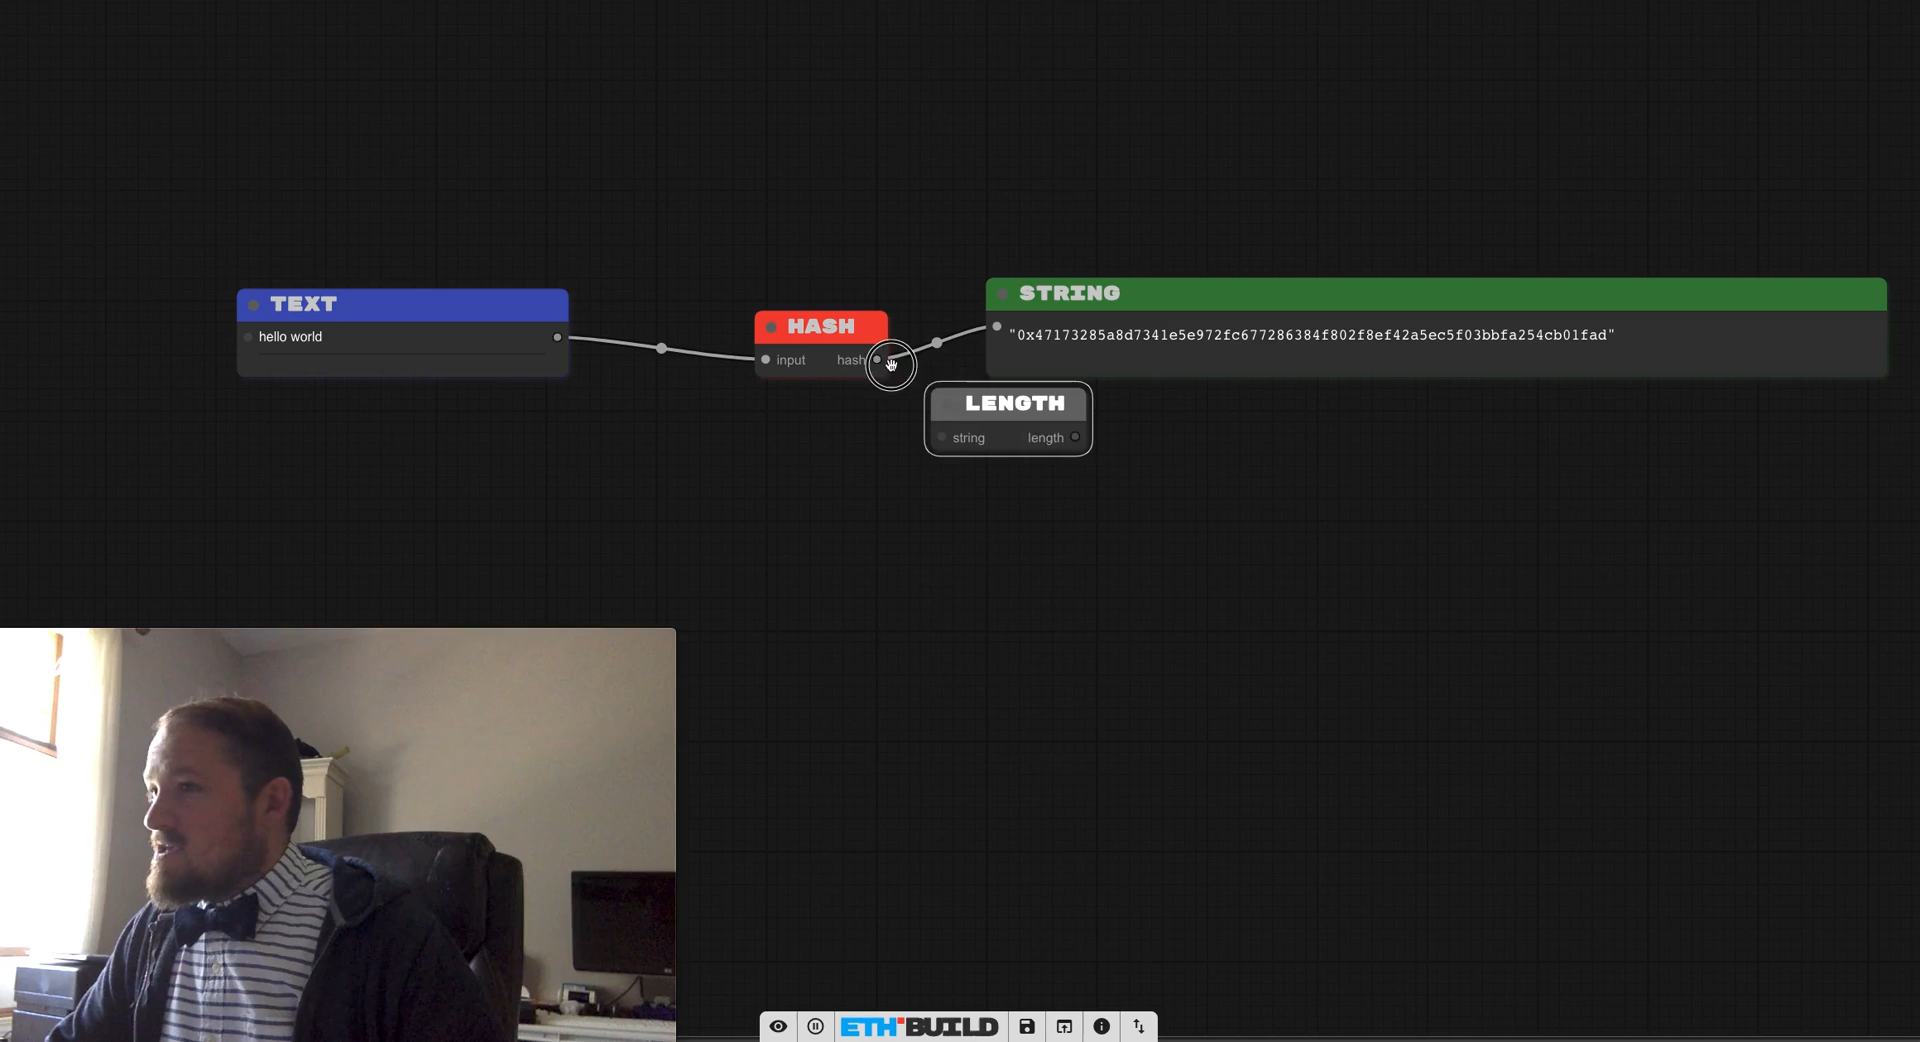 TEXT
hello world
HASH
input hash
STRING
"0x47173285a8d7341e5e972fc677286384f802f8ef42a5ec5f03bbfa254cb01fad"
LENGTH
string length
ETH BUILD